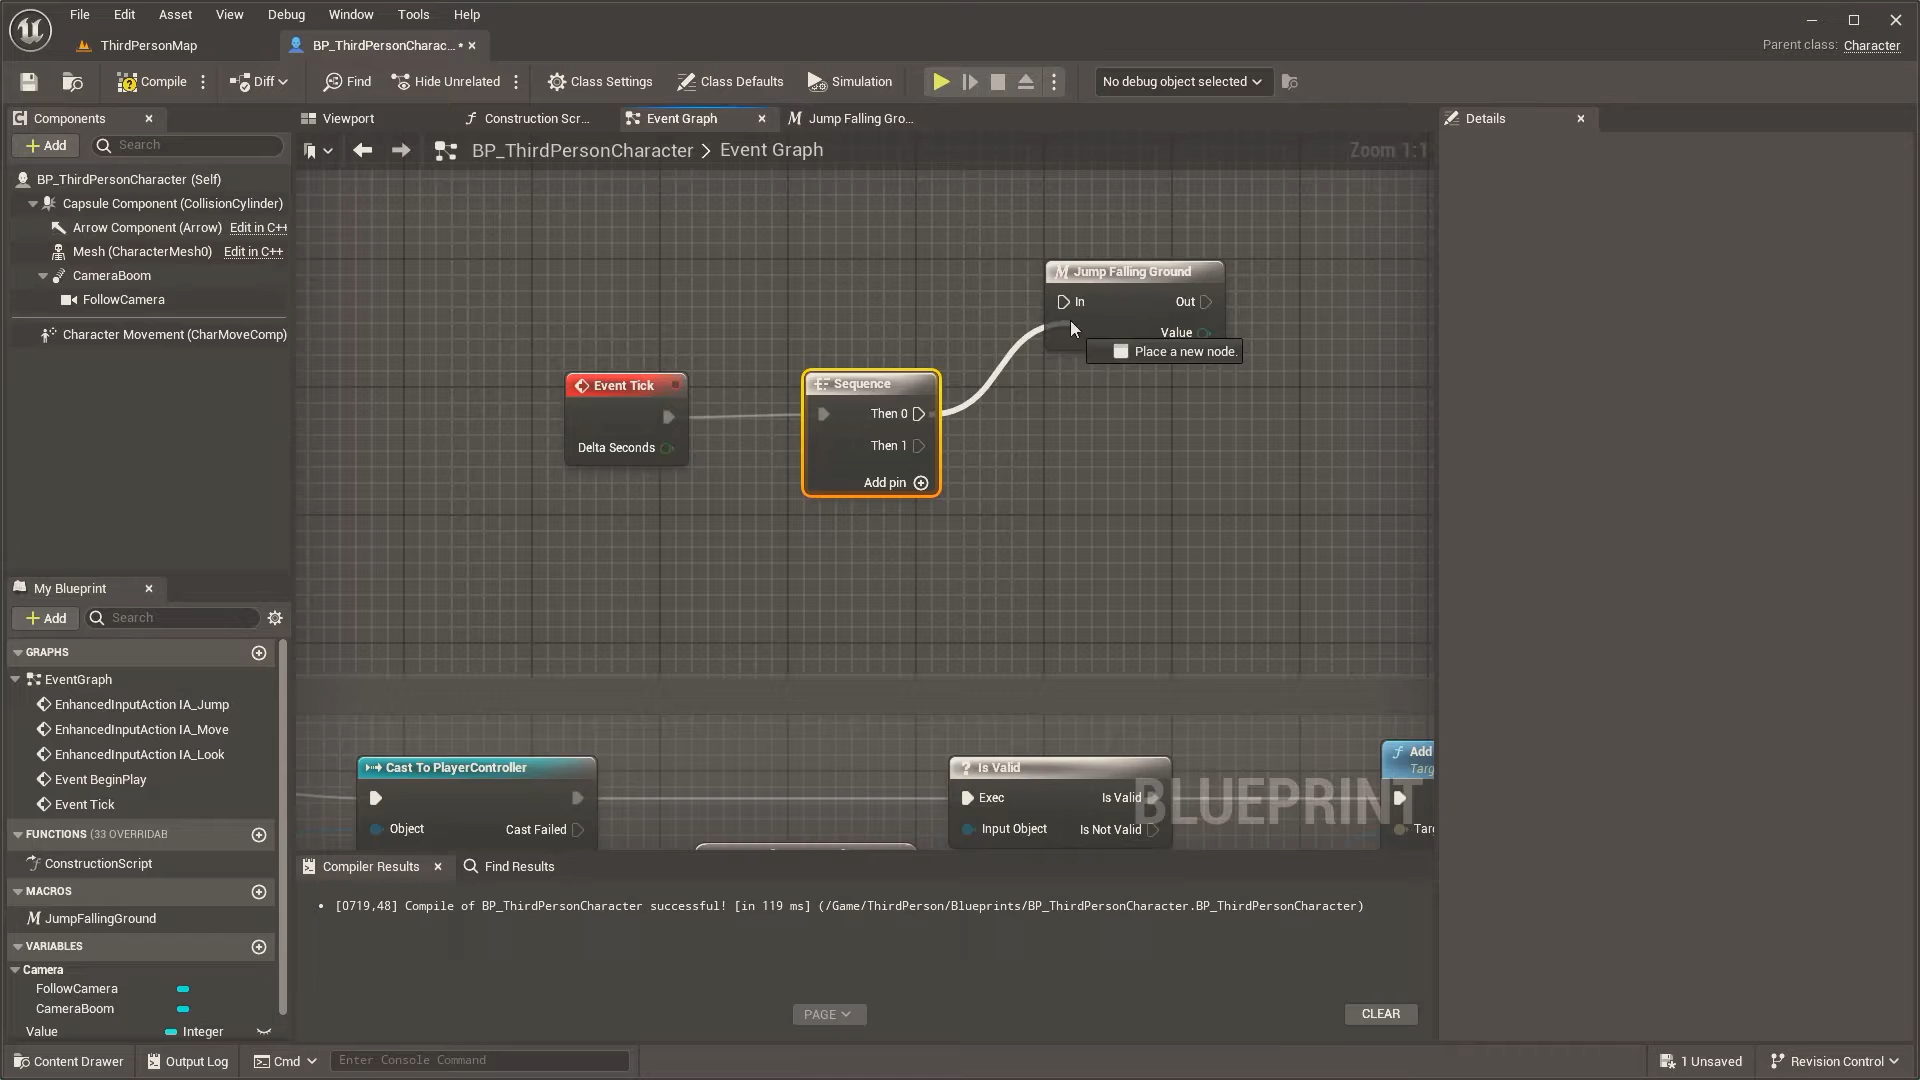 File Edit Asset View Debug Window Tools Help
ThirdPersonMap
BP_ThirdPersonCharac... •
Parent class: Character
Compile
Diff
Find
Hide Unrelated
Class Settings
Class Defaults
Simulation
No debug object selected
Components
Viewport
Construction Scr...
Event Graph
Jump Falling Gro...
Details
Add
Search
BP_ThirdPersonCharacter > Event Graph
Zoom 1:1
BP_ThirdPersonCharacter (Self)
Capsule Component (CollisionCylinder)
Arrow Component (Arrow) Edit in C++
Mesh (CharacterMesh0) Edit in C++
CameraBoom
FollowCamera
Character Movement (CharMoveComp)
Jump Falling Ground
In Out
Value
Place a new node.
Event Tick
Delta Seconds
Sequence
Then 0
Then 1
Add pin
My Blueprint
Add
Search
GRAPHS
EventGraph
EnhancedInputAction IA_Jump
EnhancedInputAction IA_Move
EnhancedInputAction IA_Look
Event BeginPlay
Event Tick
FUNCTIONS (33 OVERRIDAB
ConstructionScript
MACROS
JumpFallingGround
VARIABLES
Camera
FollowCamera
CameraBoom
Value Integer
Cast To PlayerController
Object Cast Failed
Is Valid
Exec Is Valid
Input Object Is Not Valid
Add
Targ
Targ
BLUEPRINT
Compiler Results
Find Results
• [0719,48] Compile of BP_ThirdPersonCharacter successful! [in 119 ms] (/Game/ThirdPerson/Blueprints/BP_ThirdPersonCharacter.BP_ThirdPersonCharacter)
PAGE
CLEAR
Content Drawer
Output Log
Cmd
Enter Console Command
1 Unsaved
Revision Control